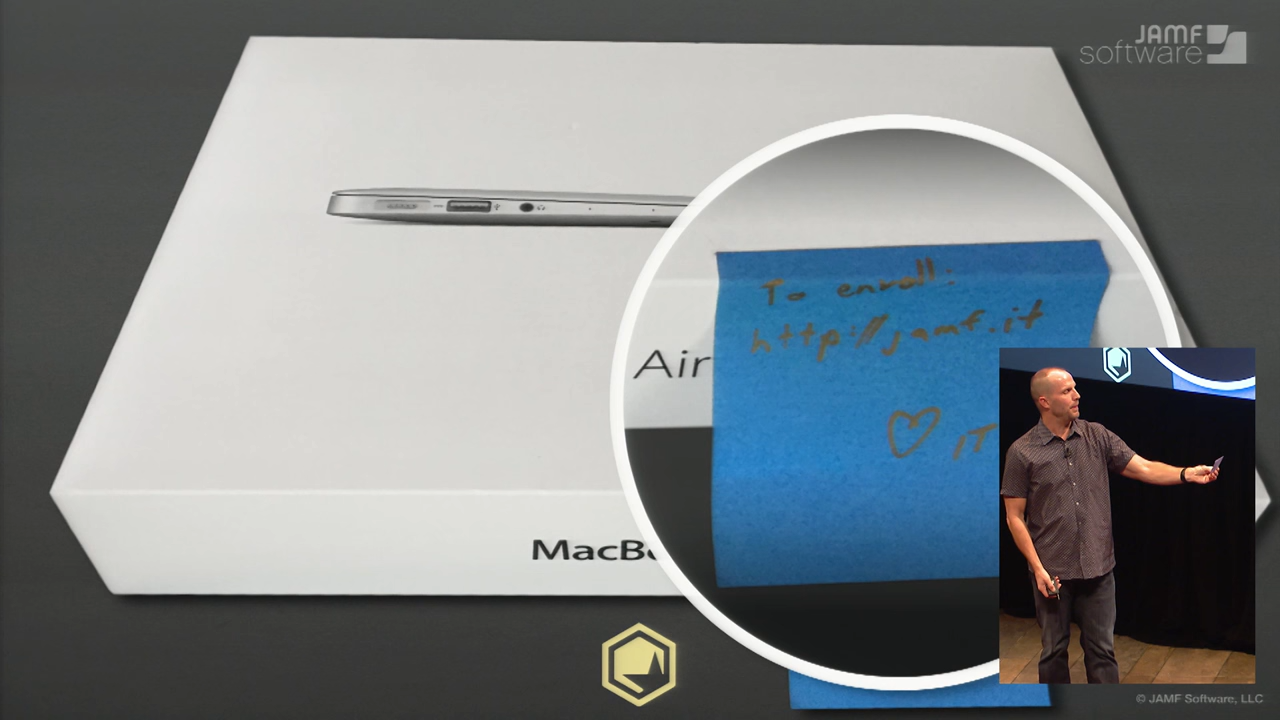 JAMF
software
To enroll:
http://jamf.it
Air
♡ IT
MacBo
© JAMF Software, LLC